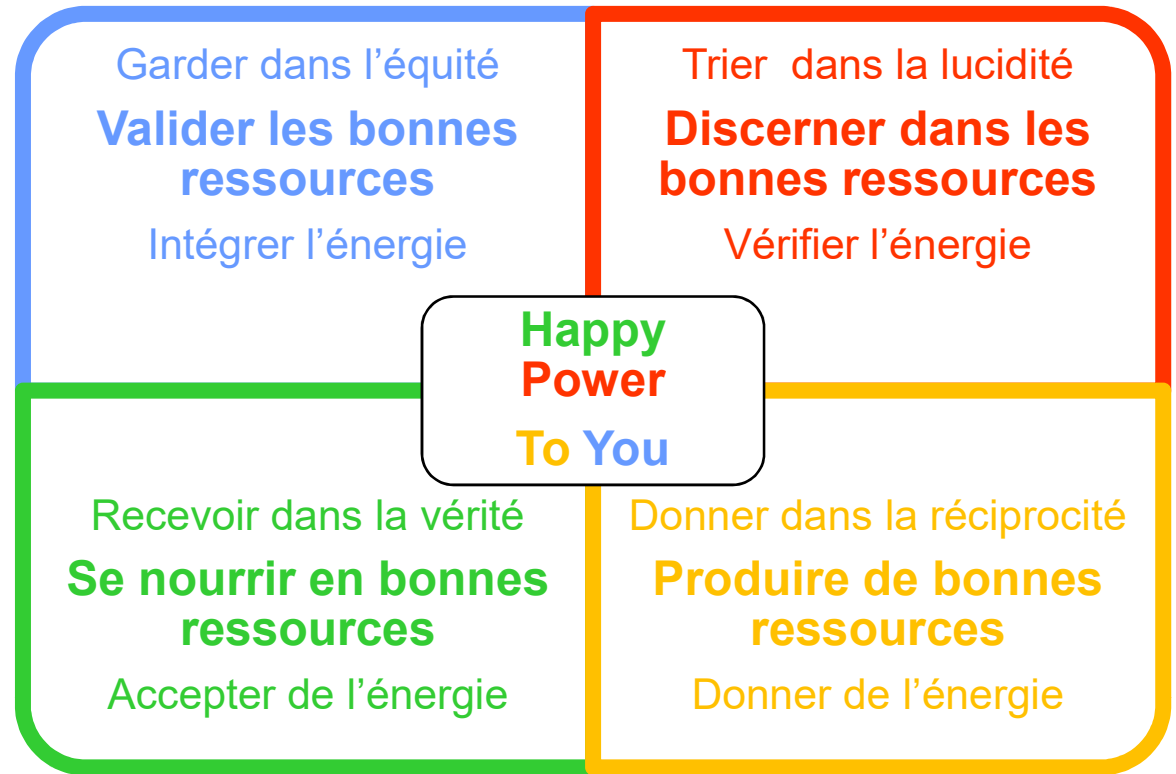 Garder dans l’équité
Valider les bonnes
ressources
Intégrer l’énergie
Trier  dans la lucidité
Discerner dans les
bonnes ressources
Vérifier l’énergie
Happy
Power
To You
Recevoir dans la vérité
Se nourrir en bonnes
ressources
Accepter de l’énergie
Donner dans la réciprocité
Produire de bonnes
ressources
Donner de l’énergie